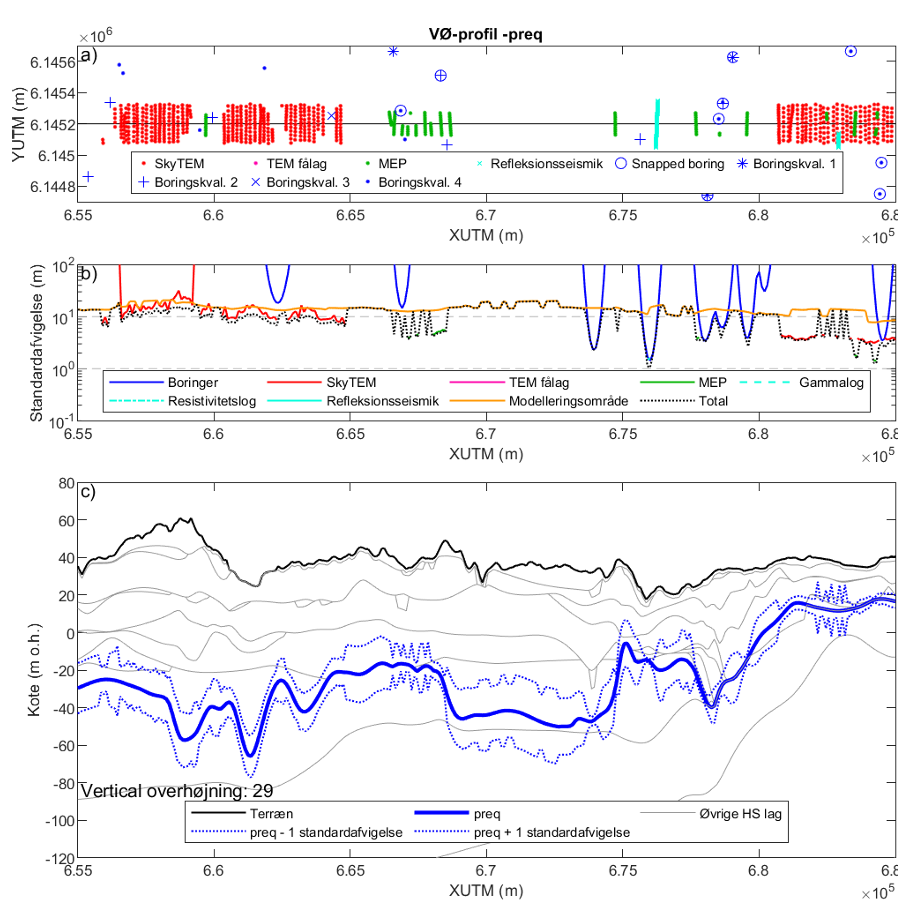 VØ-profil -preq
×10⁶
a)
6.1456
6.1454
6.1452
6.145
6.1448
YUTM (m)
SkyTEM
TEM fålag
MEP
Refleksionsseismik
Snapped boring
Boringskval. 1
Boringskval. 2
Boringskval. 3
Boringskval. 4
6.55 6.6 6.65 6.7 6.75 6.8 6.8
XUTM (m)
×10⁵
b)
10²
10¹
10⁰
10⁻¹
Standardafvigelse (m)
Boringer
SkyTEM
TEM fålag
MEP
Gammalog
Resistivitetslog
Refleksionsseismik
Modelleringsområde
Total
6.55 6.6 6.65 6.7 6.75 6.8 6.8
XUTM (m)
×10⁵
c)
80
60
40
20
0
-20
-40
-60
-80
-100
-120
Kote (m o.h.)
Vertical overhøjning: 29
Terræn
preq
Øvrige HS lag
preq - 1 standardafvigelse
preq + 1 standardafvigelse
6.55 6.6 6.65 6.7 6.75 6.8 6.8
XUTM (m)
×10⁵